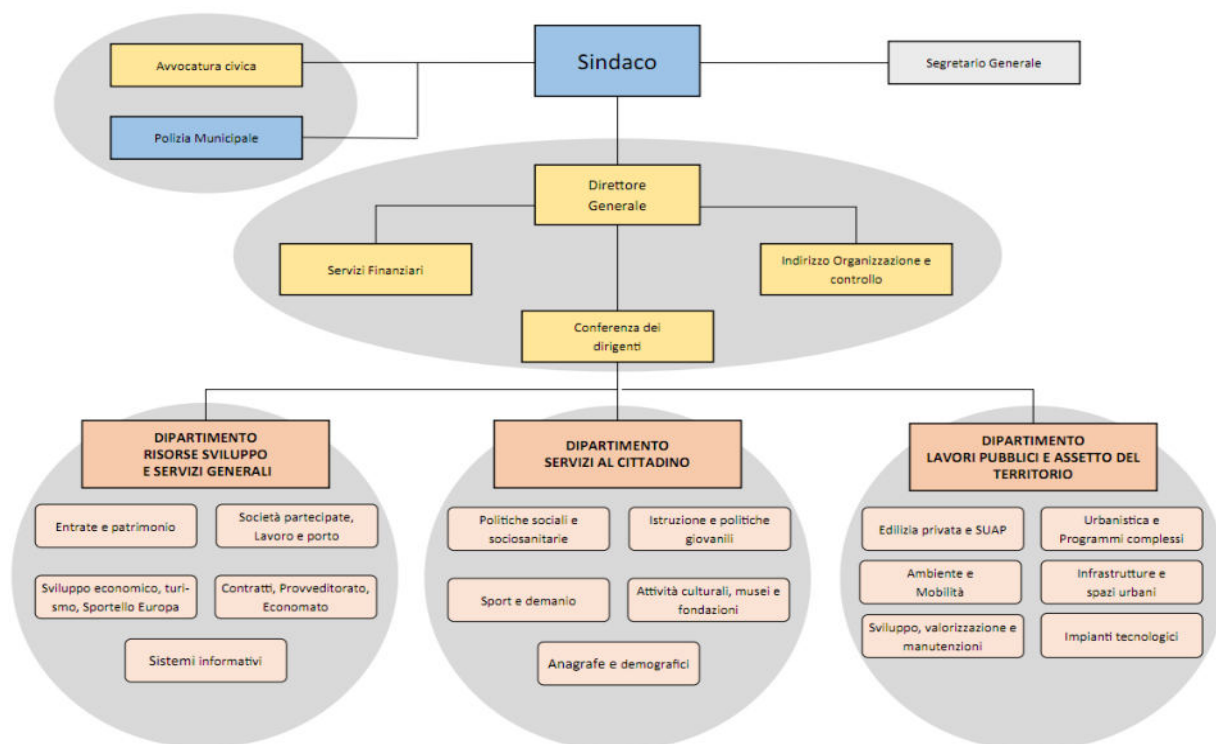 Avvocatura civica
Sindaco
Segretario Generale
Polizia Municipale
Direttore
Generale
Servizi Finanziari
Indirizzo Organizzazione e
controllo
Conferenza dei
dirigenti
DIPARTIMENTO
RISORSE SVILUPPO
E SERVIZI GENERALI
Entrate e patrimonio
Società partecipate,
Lavoro e porto
Sviluppo economico, turi-
smo, Sportello Europa
Contratti, Provveditorato,
Economato
Sistemi informativi
DIPARTIMENTO
SERVIZI AL CITTADINO
Politiche sociali e
sociosanitarie
Istruzione e politiche
giovanili
Sport e demanio
Attività culturali, musei e
fondazioni
Anagrafe e demografici
DIPARTIMENTO
LAVORI PUBBLICI E ASSETTO DEL
TERRITORIO
Edilizia privata e SUAP
Urbanistica e
Programmi complessi
Ambiente e
Mobilità
Infrastrutture e
spazi urbani
Sviluppo, valorizzazione e
manutenzioni
Impianti tecnologici